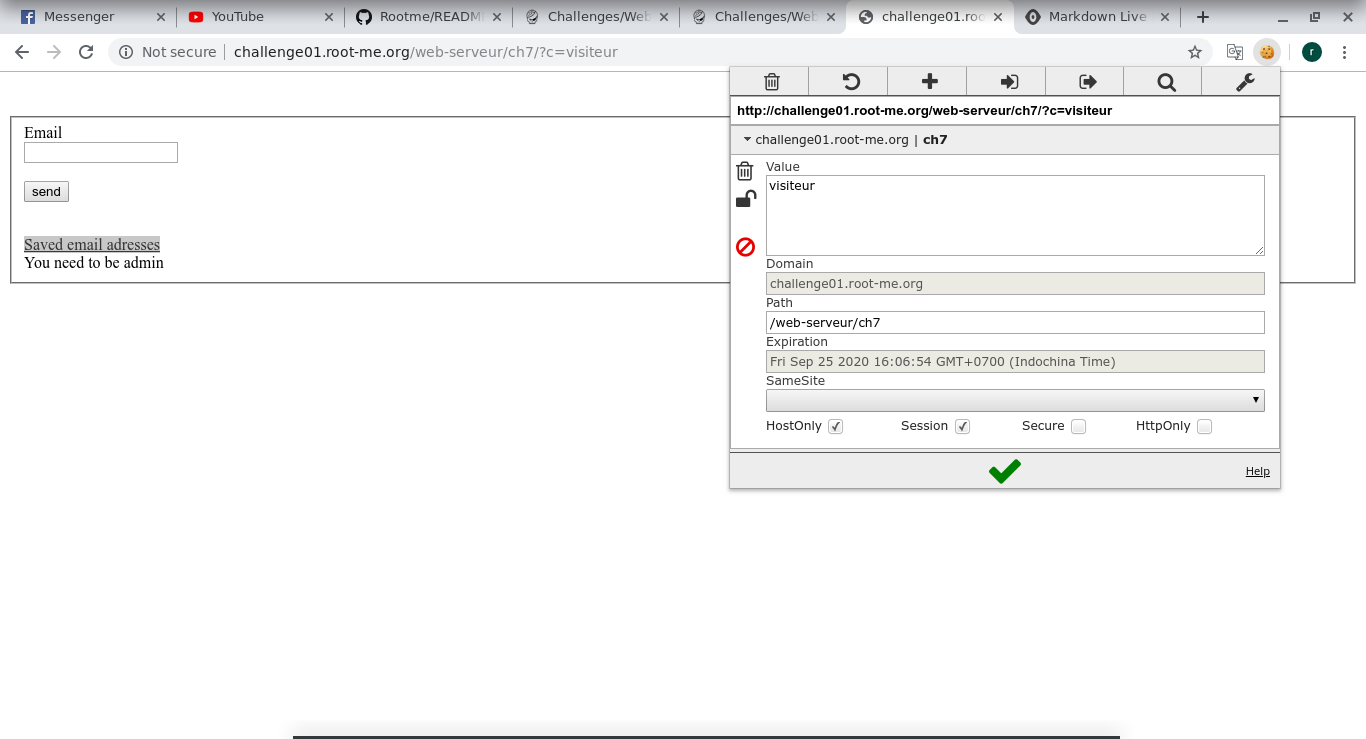 Messenger
YouTube
Rootme/READM
Challenges/Web
Challenges/Web
challenge01.roo
Markdown Live
Not secure challenge01.root-me.org/web-serveur/ch7/?c=visiteur
r
Email
send
Saved email adresses
You need to be admin
http://challenge01.root-me.org/web-serveur/ch7/?c=visiteur
challenge01.root-me.org | ch7
Value
visiteur
Domain
challenge01.root-me.org
Path
/web-serveur/ch7
Expiration
Fri Sep 25 2020 16:06:54 GMT+0700 (Indochina Time)
SameSite
HostOnly Session Secure HttpOnly
Help